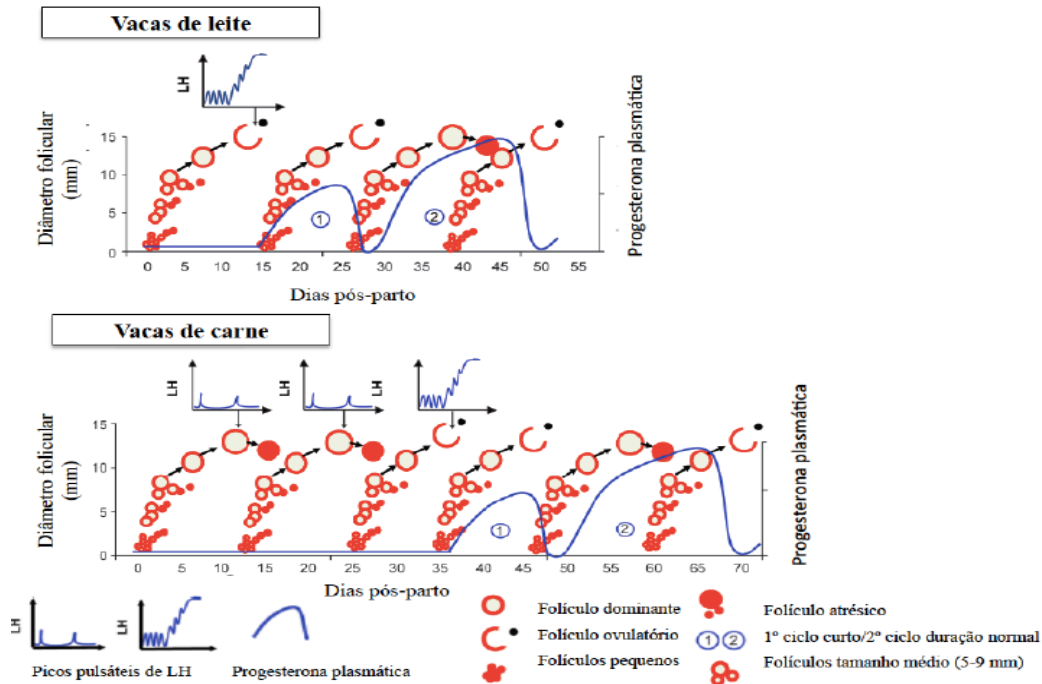 Vacas de leite
LH
Diâmetro folicular
(mm)
15
10
5
0
0 5 10 15 20 25 30 35 40 45 50 55
1
2
Progesterona plasmática
Dias pós-parto
Vacas de carne
LH
LH
LH
Diâmetro folicular
(mm)
15
10
5
0
0 5 10 15 20 25 30 35 40 45 50 60 70
1
2
Progesterona plasmática
Dias pós-parto
LH
LH
Picos pulsáteis de LH
Progesterona plasmática
Folículo dominante
Folículo ovulatório
Folículos pequenos
Folículo atrésico
1 2 1º ciclo curto/2º ciclo duração normal
Folículos tamanho médio (5-9 mm)